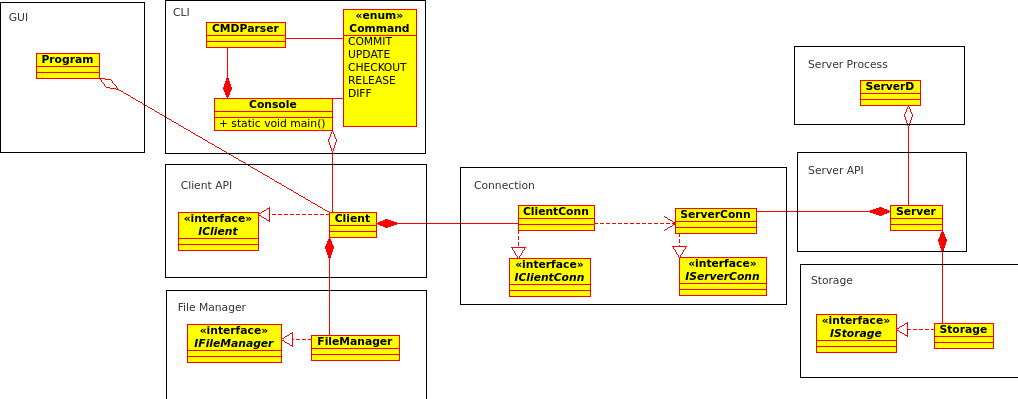 GUI
Program
CLI
CMDParser
«enum»
Command
COMMIT
UPDATE
CHECKOUT
RELEASE
DIFF
Console
+ static void main()
Client API
«interface»
IClient
Client
File Manager
«interface»
IFileManager
FileManager
Connection
ClientConn
ServerConn
«interface»
IClientConn
«interface»
IServerConn
Server Process
ServerD
Server API
Server
Storage
«interface»
IStorage
Storage